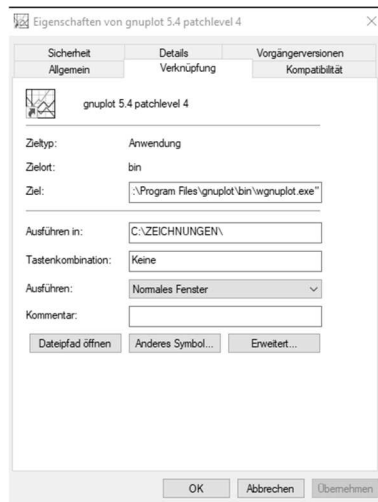 Eigenschaften von gnuplot 5.4 patchlevel 4
Sicherheit Details Vorgängerversionen
Allgemein Verknüpfung Kompatibilität
gnuplot 5.4 patchlevel 4
Zieltyp: Anwendung
Zielort: bin
Ziel: :\Program Files\gnuplot\bin\wgnuplot.exe"
Ausführen in: C:\ZEICHNUNGEN\
Tastenkombination: Keine
Ausführen: Normales Fenster
Kommentar:
Dateipfad öffnen Anderes Symbol... Erweitert...
OK Abbrechen Übernehmen